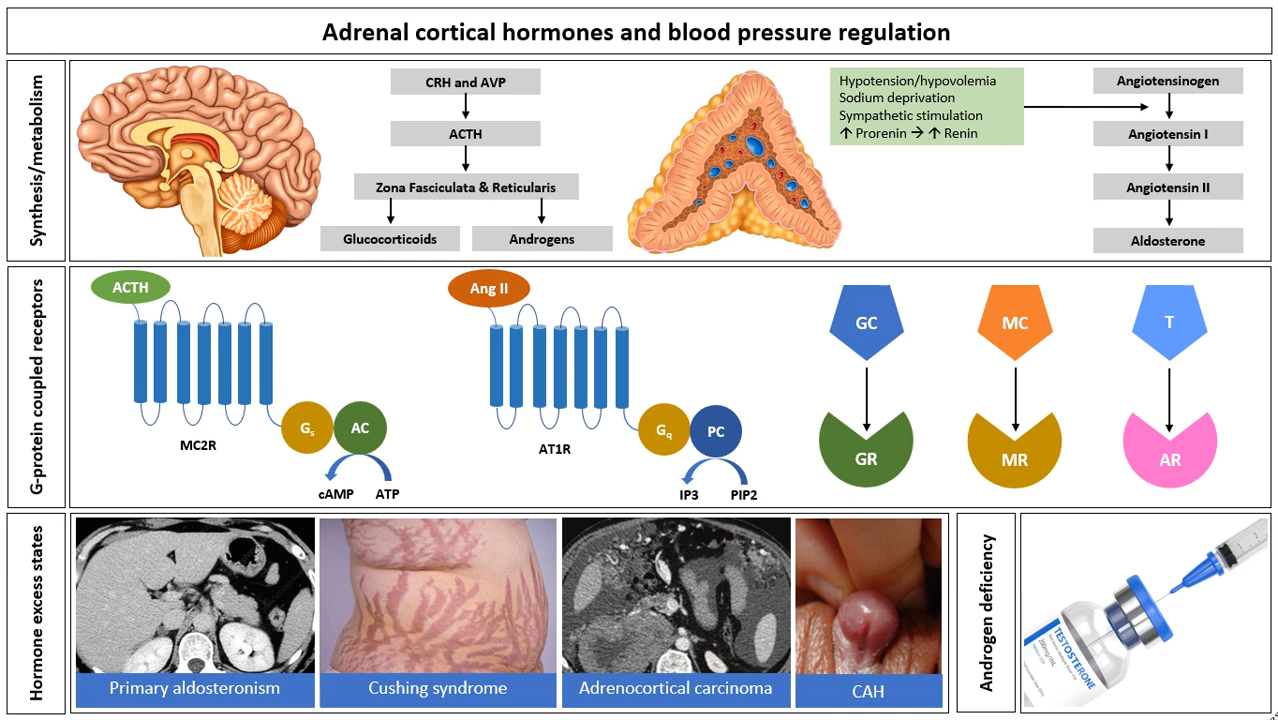 Adrenal cortical hormones and blood pressure regulation
Synthesis/metabolism
CRH and AVP
ACTH
Zona Fasciculata & Reticularis
Glucocorticoids
Androgens
Hypotension/hypovolemia
Sodium deprivation
Sympathetic stimulation
↑ Prorenin → ↑ Renin
Angiotensinogen
Angiotensin I
Angiotensin II
Aldosterone
G-protein coupled receptors
ACTH
MC2R
Gs
AC
cAMP
ATP
Ang II
AT1R
Gq
PC
IP3
PIP2
GC
GR
MC
MR
T
AR
Hormone excess states
Primary aldosteronism
Cushing syndrome
Adrenocortical carcinoma
CAH
Androgen deficiency
TESTOSTERONE
200mg/mL